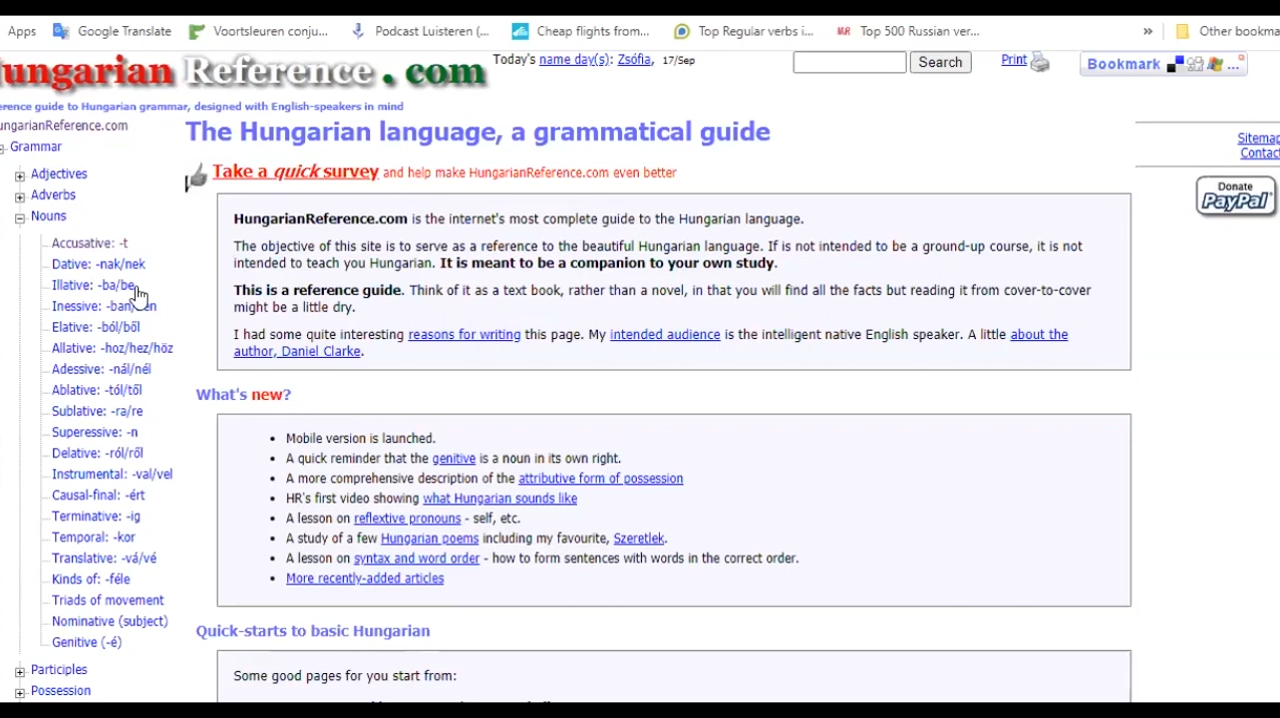 Apps Google Translate Voortsleuren conju... Podcast Luisteren (... Cheap flights from... Top Regular verbs i... MR Top 500 Russian ver... » Other bookma
ungarian Reference . com
Today's name day(s): Zsófia, 17/Sep
Search
Print
Bookmark ...
erence guide to Hungarian grammar, designed with English-speakers in mind
ungarianReference.com
Grammar
Adjectives
Adverbs
Nouns
Accusative: -t
Dative: -nak/nek
Illative: -ba/be
Inessive: -ban/
Elative: -ból/ből
Allative: -hoz/hez/höz
Adessive: -nál/nél
Ablative: -tól/től
Sublative: -ra/re
Superessive: -n
Delative: -ról/ről
Instrumental: -val/vel
Causal-final: -ért
Terminative: -ig
Temporal: -kor
Translative: -vá/vé
Kinds of: -féle
Triads of movement
Nominative (subject)
Genitive (-é)
Participles
Possession
The Hungarian language, a grammatical guide
Take a quick survey and help make HungarianReference.com even better
HungarianReference.com is the internet's most complete guide to the Hungarian language.
The objective of this site is to serve as a reference to the beautiful Hungarian language. If is not intended to be a ground-up course, it is not
intended to teach you Hungarian. It is meant to be a companion to your own study.
This is a reference guide. Think of it as a text book, rather than a novel, in that you will find all the facts but reading it from cover-to-cover
might be a little dry.
I had some quite interesting reasons for writing this page. My intended audience is the intelligent native English speaker. A little about the
author, Daniel Clarke.
What's new?
Mobile version is launched.
A quick reminder that the genitive is a noun in its own right.
A more comprehensive description of the attributive form of possession
HR's first video showing what Hungarian sounds like
A lesson on reflextive pronouns - self, etc.
A study of a few Hungarian poems including my favourite, Szeretlek.
A lesson on syntax and word order - how to form sentences with words in the correct order.
More recently-added articles
Quick-starts to basic Hungarian
Some good pages for you start from:
Sitemap
Contac
Donate
PayPal